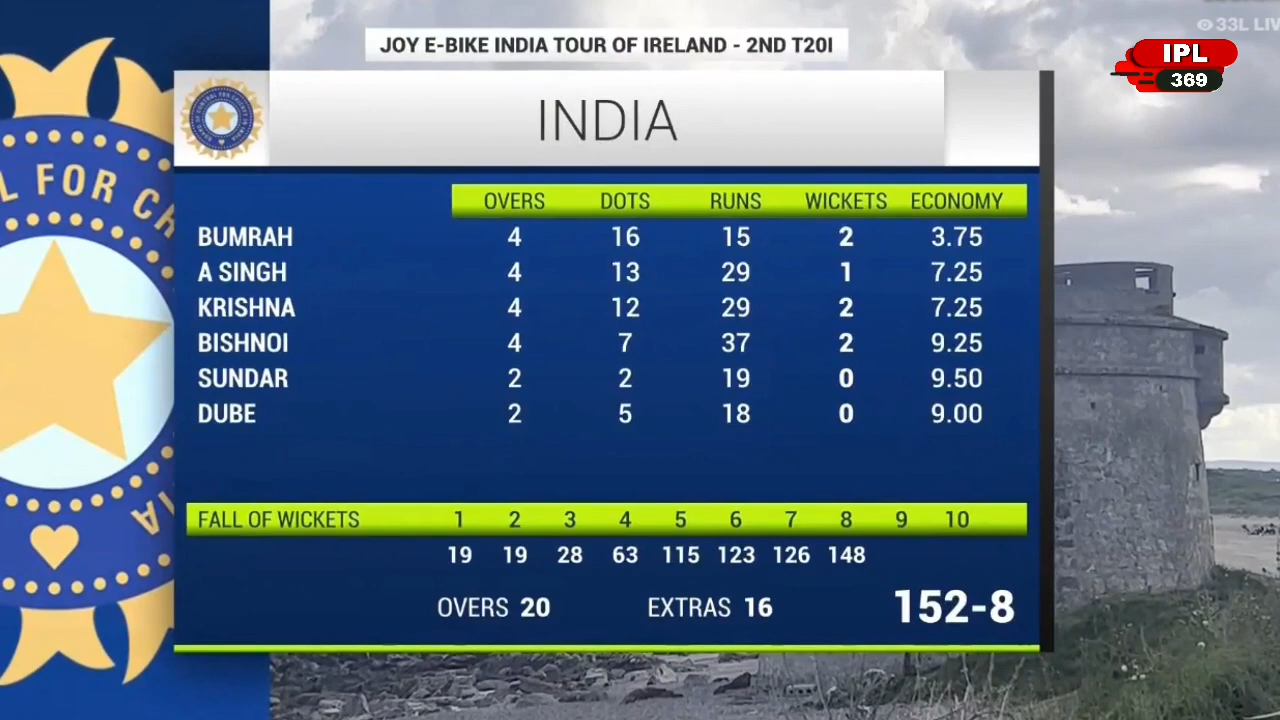 33L LIV
JOY E-BIKE INDIA TOUR OF IRELAND - 2ND T20I
IPL
369
INDIA
L FOR CR
OVERS DOTS RUNS WICKETS ECONOMY
BUMRAH 4 16 15 2 3.75
A SINGH 4 13 29 1 7.25
KRISHNA 4 12 29 2 7.25
BISHNOI 4 7 37 2 9.25
SUNDAR 2 2 19 0 9.50
DUBE 2 5 18 0 9.00
FALL OF WICKETS 1 2 3 4 5 6 7 8 9 10
19 19 28 63 115 123 126 148
OVERS 20 EXTRAS 16 152-8